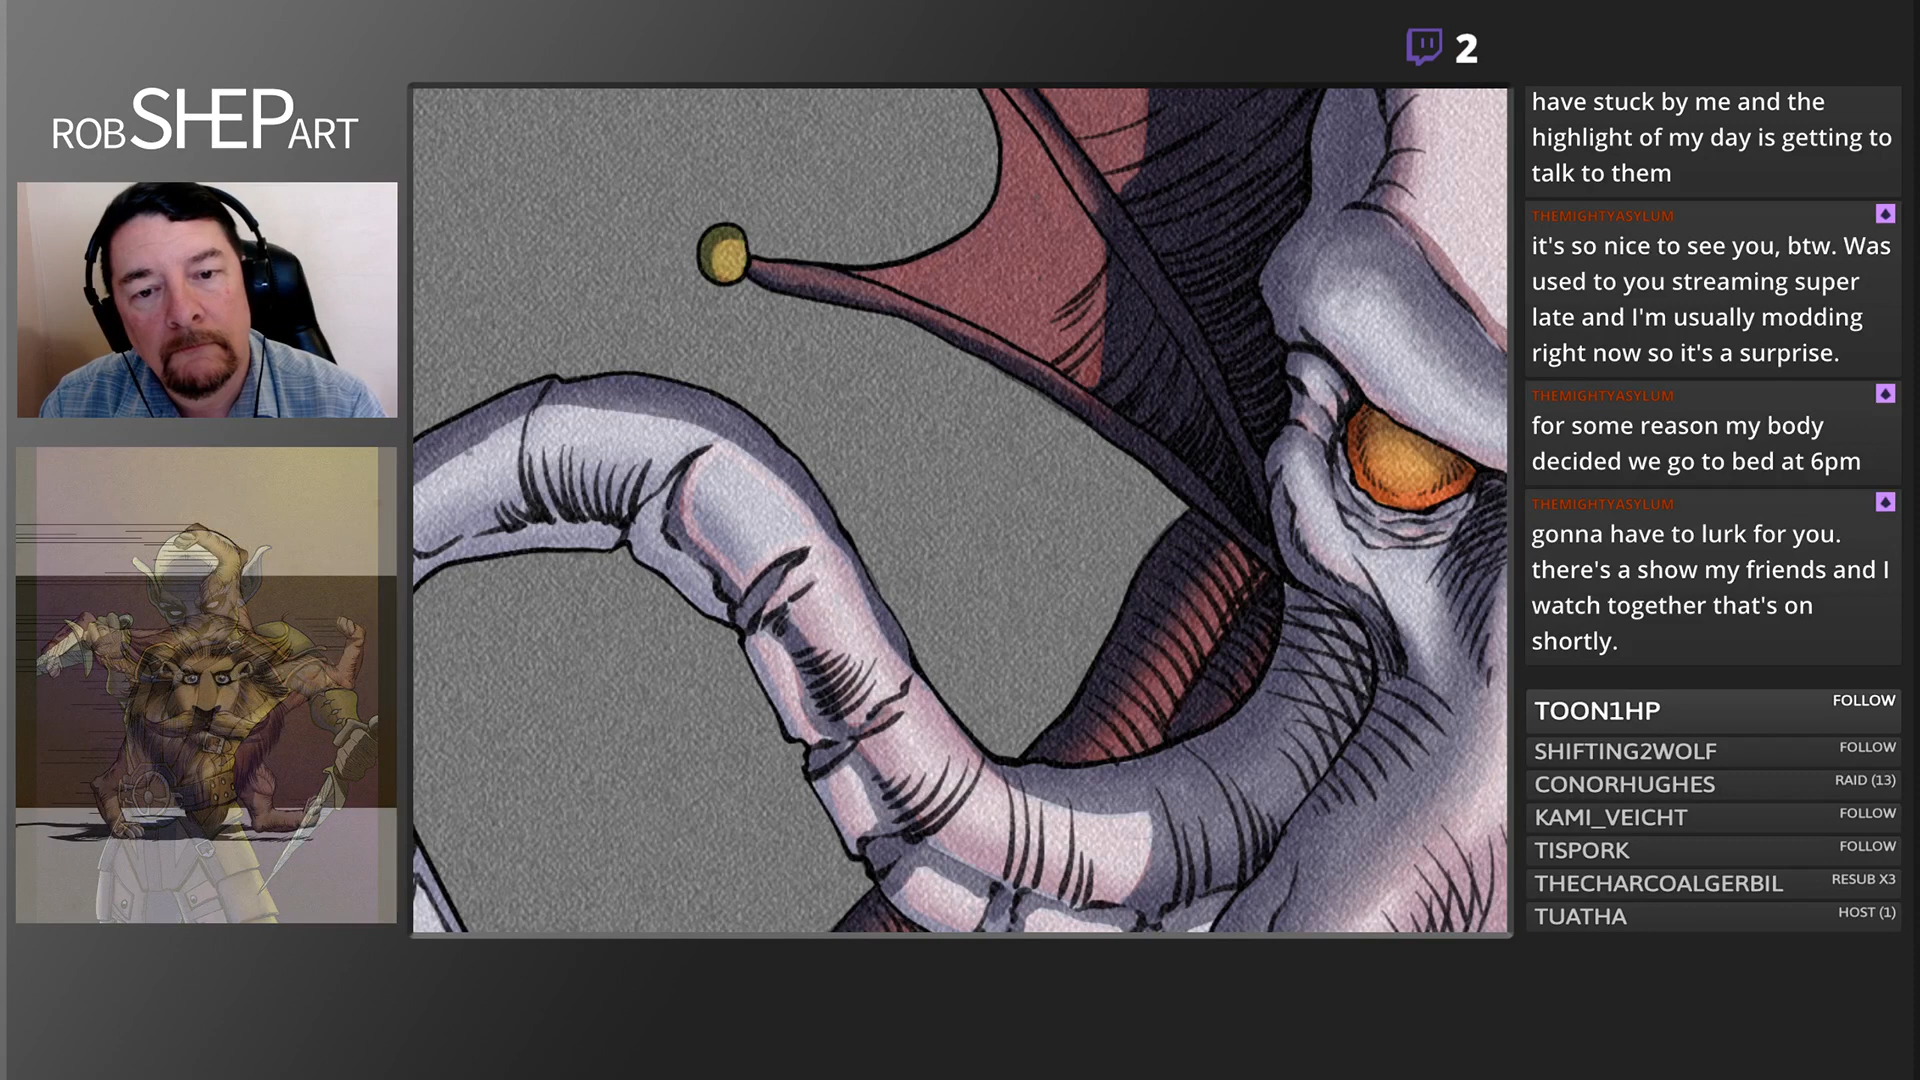 2
ROB SHEP ART
have stuck by me and the
highlight of my day is getting to
talk to them
THEMIGHTYASYLUM
it's so nice to see you, btw. Was
used to you streaming super
late and I'm usually modding
right now so it's a surprise.
THEMIGHTYASYLUM
for some reason my body
decided we go to bed at 6pm
THEMIGHTYASYLUM
gonna have to lurk for you.
there's a show my friends and I
watch together that's on
shortly.
TOON1HP FOLLOW
SHIFTING2WOLF FOLLOW
CONORHUGHES RAID (13)
KAMI_VEICHT FOLLOW
TISPORK FOLLOW
THECHARCOALGERBIL RESUB X3
TUATHA HOST (1)